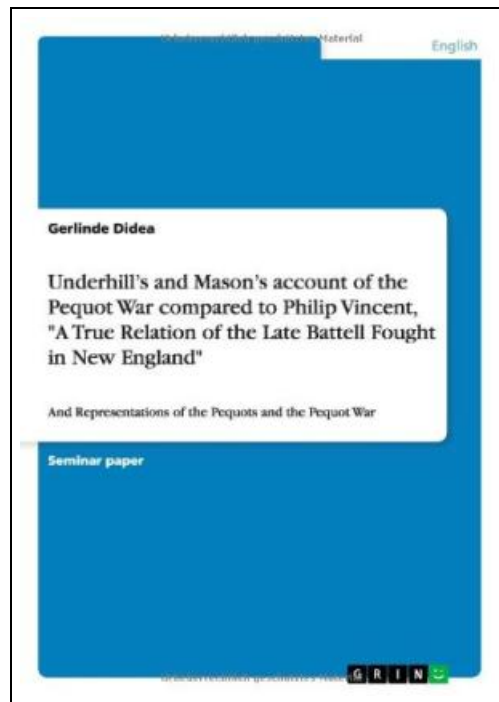 Material
English
Gerlinde Didea
Underhill's and Mason's account of the
Pequot War compared to Philip Vincent,
"A True Relation of the Late Battell Fought
in New England"
And Representations of the Pequots and the Pequot War
Seminar paper
G R I N